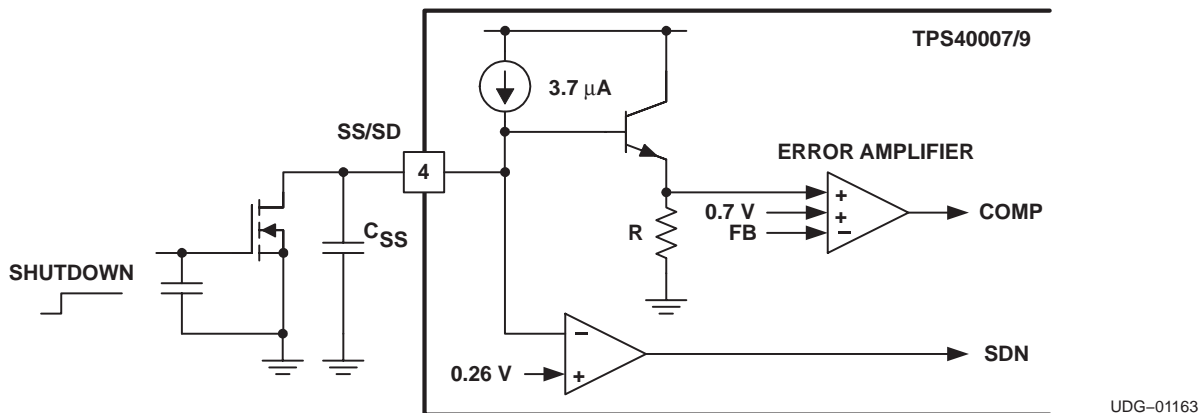 TPS40007/9
3.7 μA
SS/SD
4
ERROR AMPLIFIER
+
0.7 V
+
COMP
R
FB
−
CSS
SHUTDOWN
−
SDN
0.26 V
+
UDG–01163